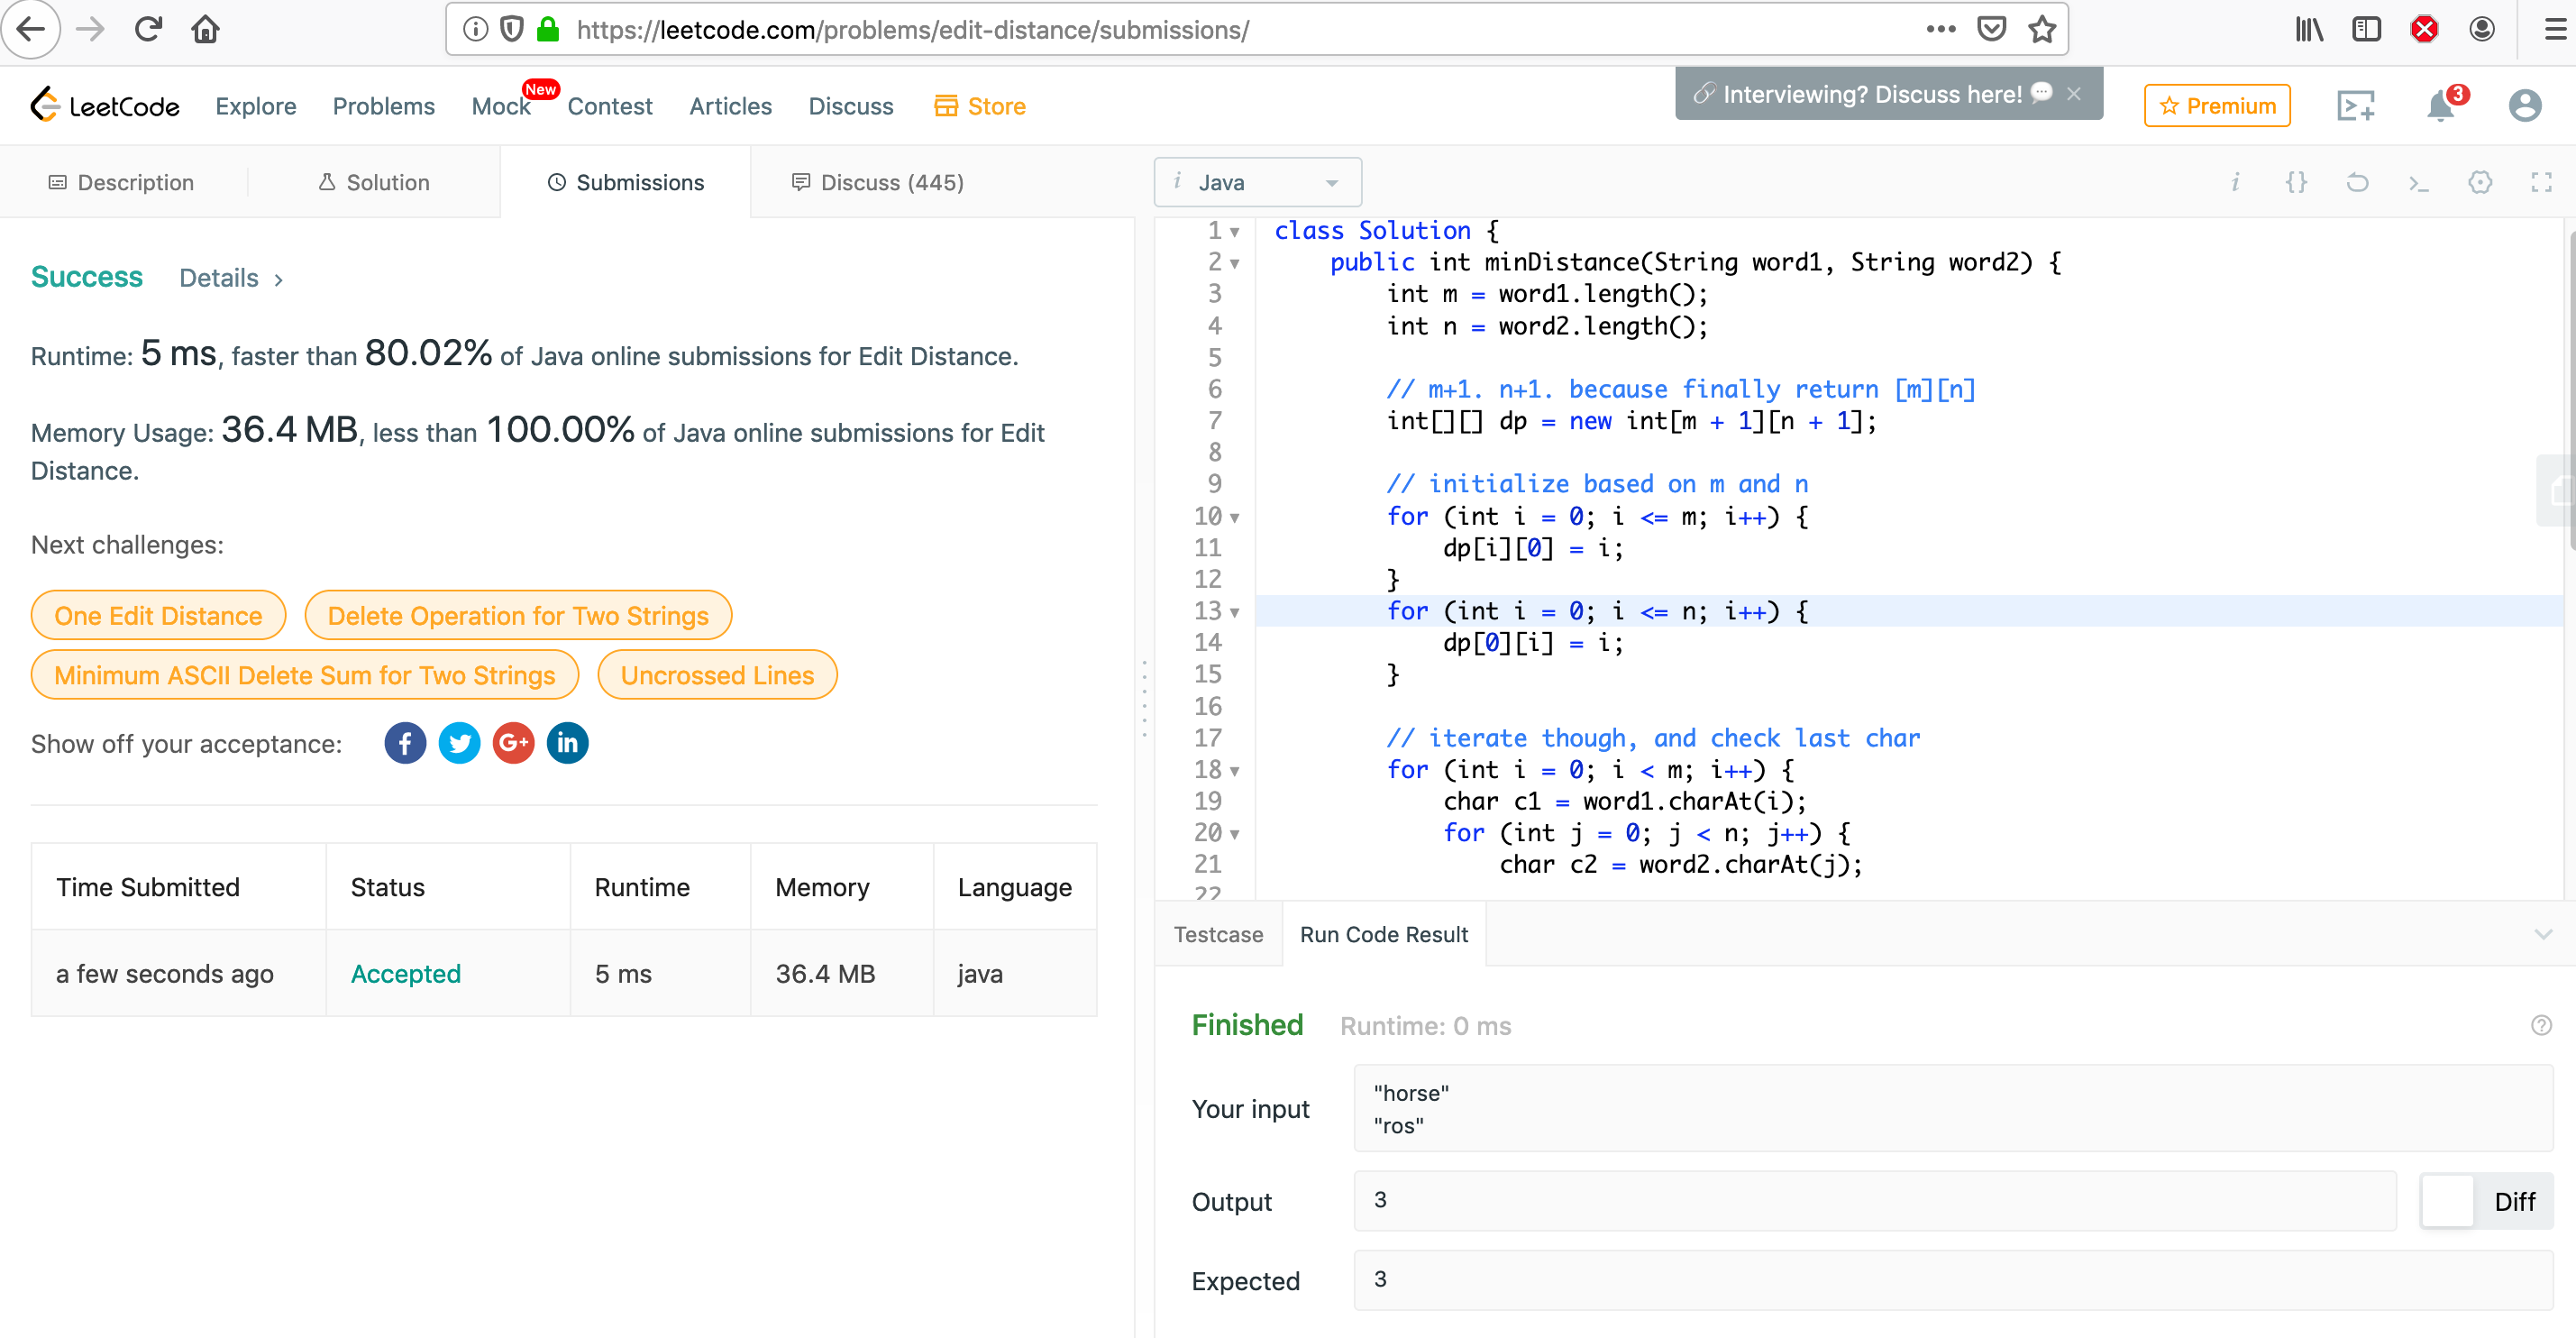 https://leetcode.com/problems/edit-distance/submissions/
LeetCode Explore Problems Mock New Contest Articles Discuss Store Interviewing? Discuss here! Premium 3
Description Solution Submissions Discuss (445)
Success Details
Runtime: 5 ms, faster than 80.02% of Java online submissions for Edit Distance.
Memory Usage: 36.4 MB, less than 100.00% of Java online submissions for Edit
Distance.
Next challenges:
One Edit Distance Delete Operation for Two Strings
Minimum ASCII Delete Sum for Two Strings Uncrossed Lines
Show off your acceptance: f G+ in
Time Submitted Status Runtime Memory Language
a few seconds ago Accepted 5 ms 36.4 MB java
i Java i {} >_
1 class Solution {
2 public int minDistance(String word1, String word2) {
3 int m = word1.length();
4 int n = word2.length();
5
6 // m+1. n+1. because finally return [m][n]
7 int[][] dp = new int[m + 1][n + 1];
8
9 // initialize based on m and n
10 for (int i = 0; i <= m; i++) {
11 dp[i][0] = i;
12 }
13 for (int i = 0; i <= n; i++) {
14 dp[0][i] = i;
15 }
16
17 // iterate though, and check last char
18 for (int i = 0; i < m; i++) {
19 char c1 = word1.charAt(i);
20 for (int j = 0; j < n; j++) {
21 char c2 = word2.charAt(j);
22
Testcase Run Code Result
Finished Runtime: 0 ms
Your input
"horse"
"ros"
Output 3 Diff
Expected 3